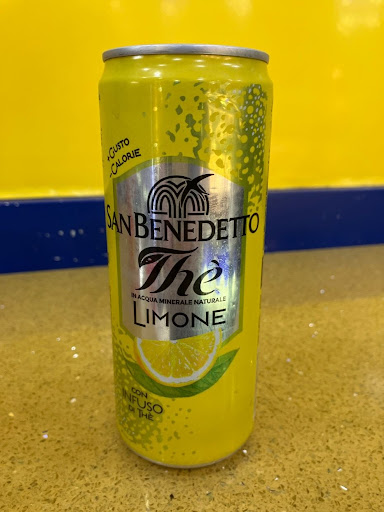 +GUSTO
-CALORIE
SAN BENEDETTO
Thè
IN ACQUA MINERALE NATURALE
LIMONE
CON
INFUSO
DI THÈ